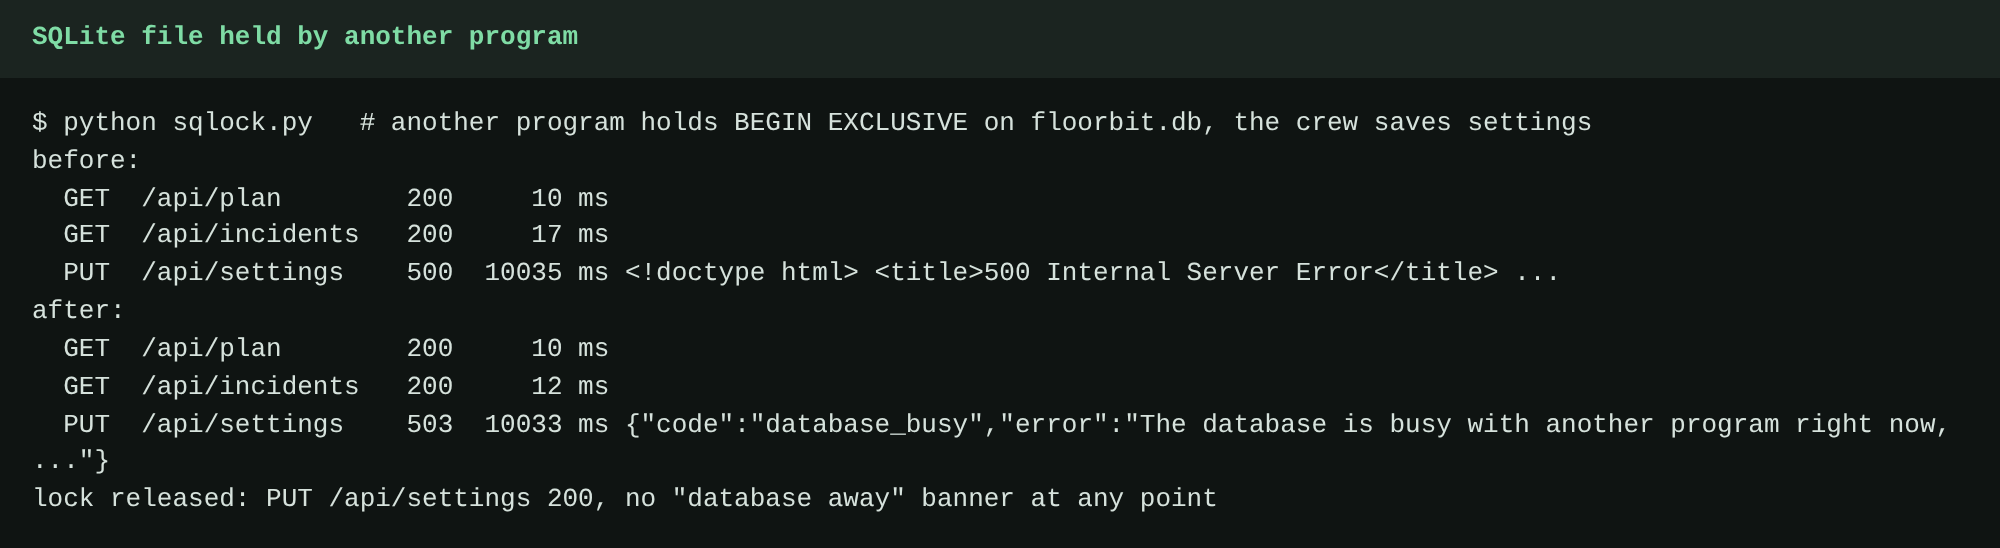 SQLite file held by another program
$ python sqlock.py   # another program holds BEGIN EXCLUSIVE on floorbit.db, the crew saves settings
before:
  GET  /api/plan        200     10 ms
  GET  /api/incidents   200     17 ms
  PUT  /api/settings    500  10035 ms <!doctype html> <title>500 Internal Server Error</title> ...
after:
  GET  /api/plan        200     10 ms
  GET  /api/incidents   200     12 ms
  PUT  /api/settings    503  10033 ms {"code":"database_busy","error":"The database is busy with another program right now,
..."}
lock released: PUT /api/settings 200, no "database away" banner at any point